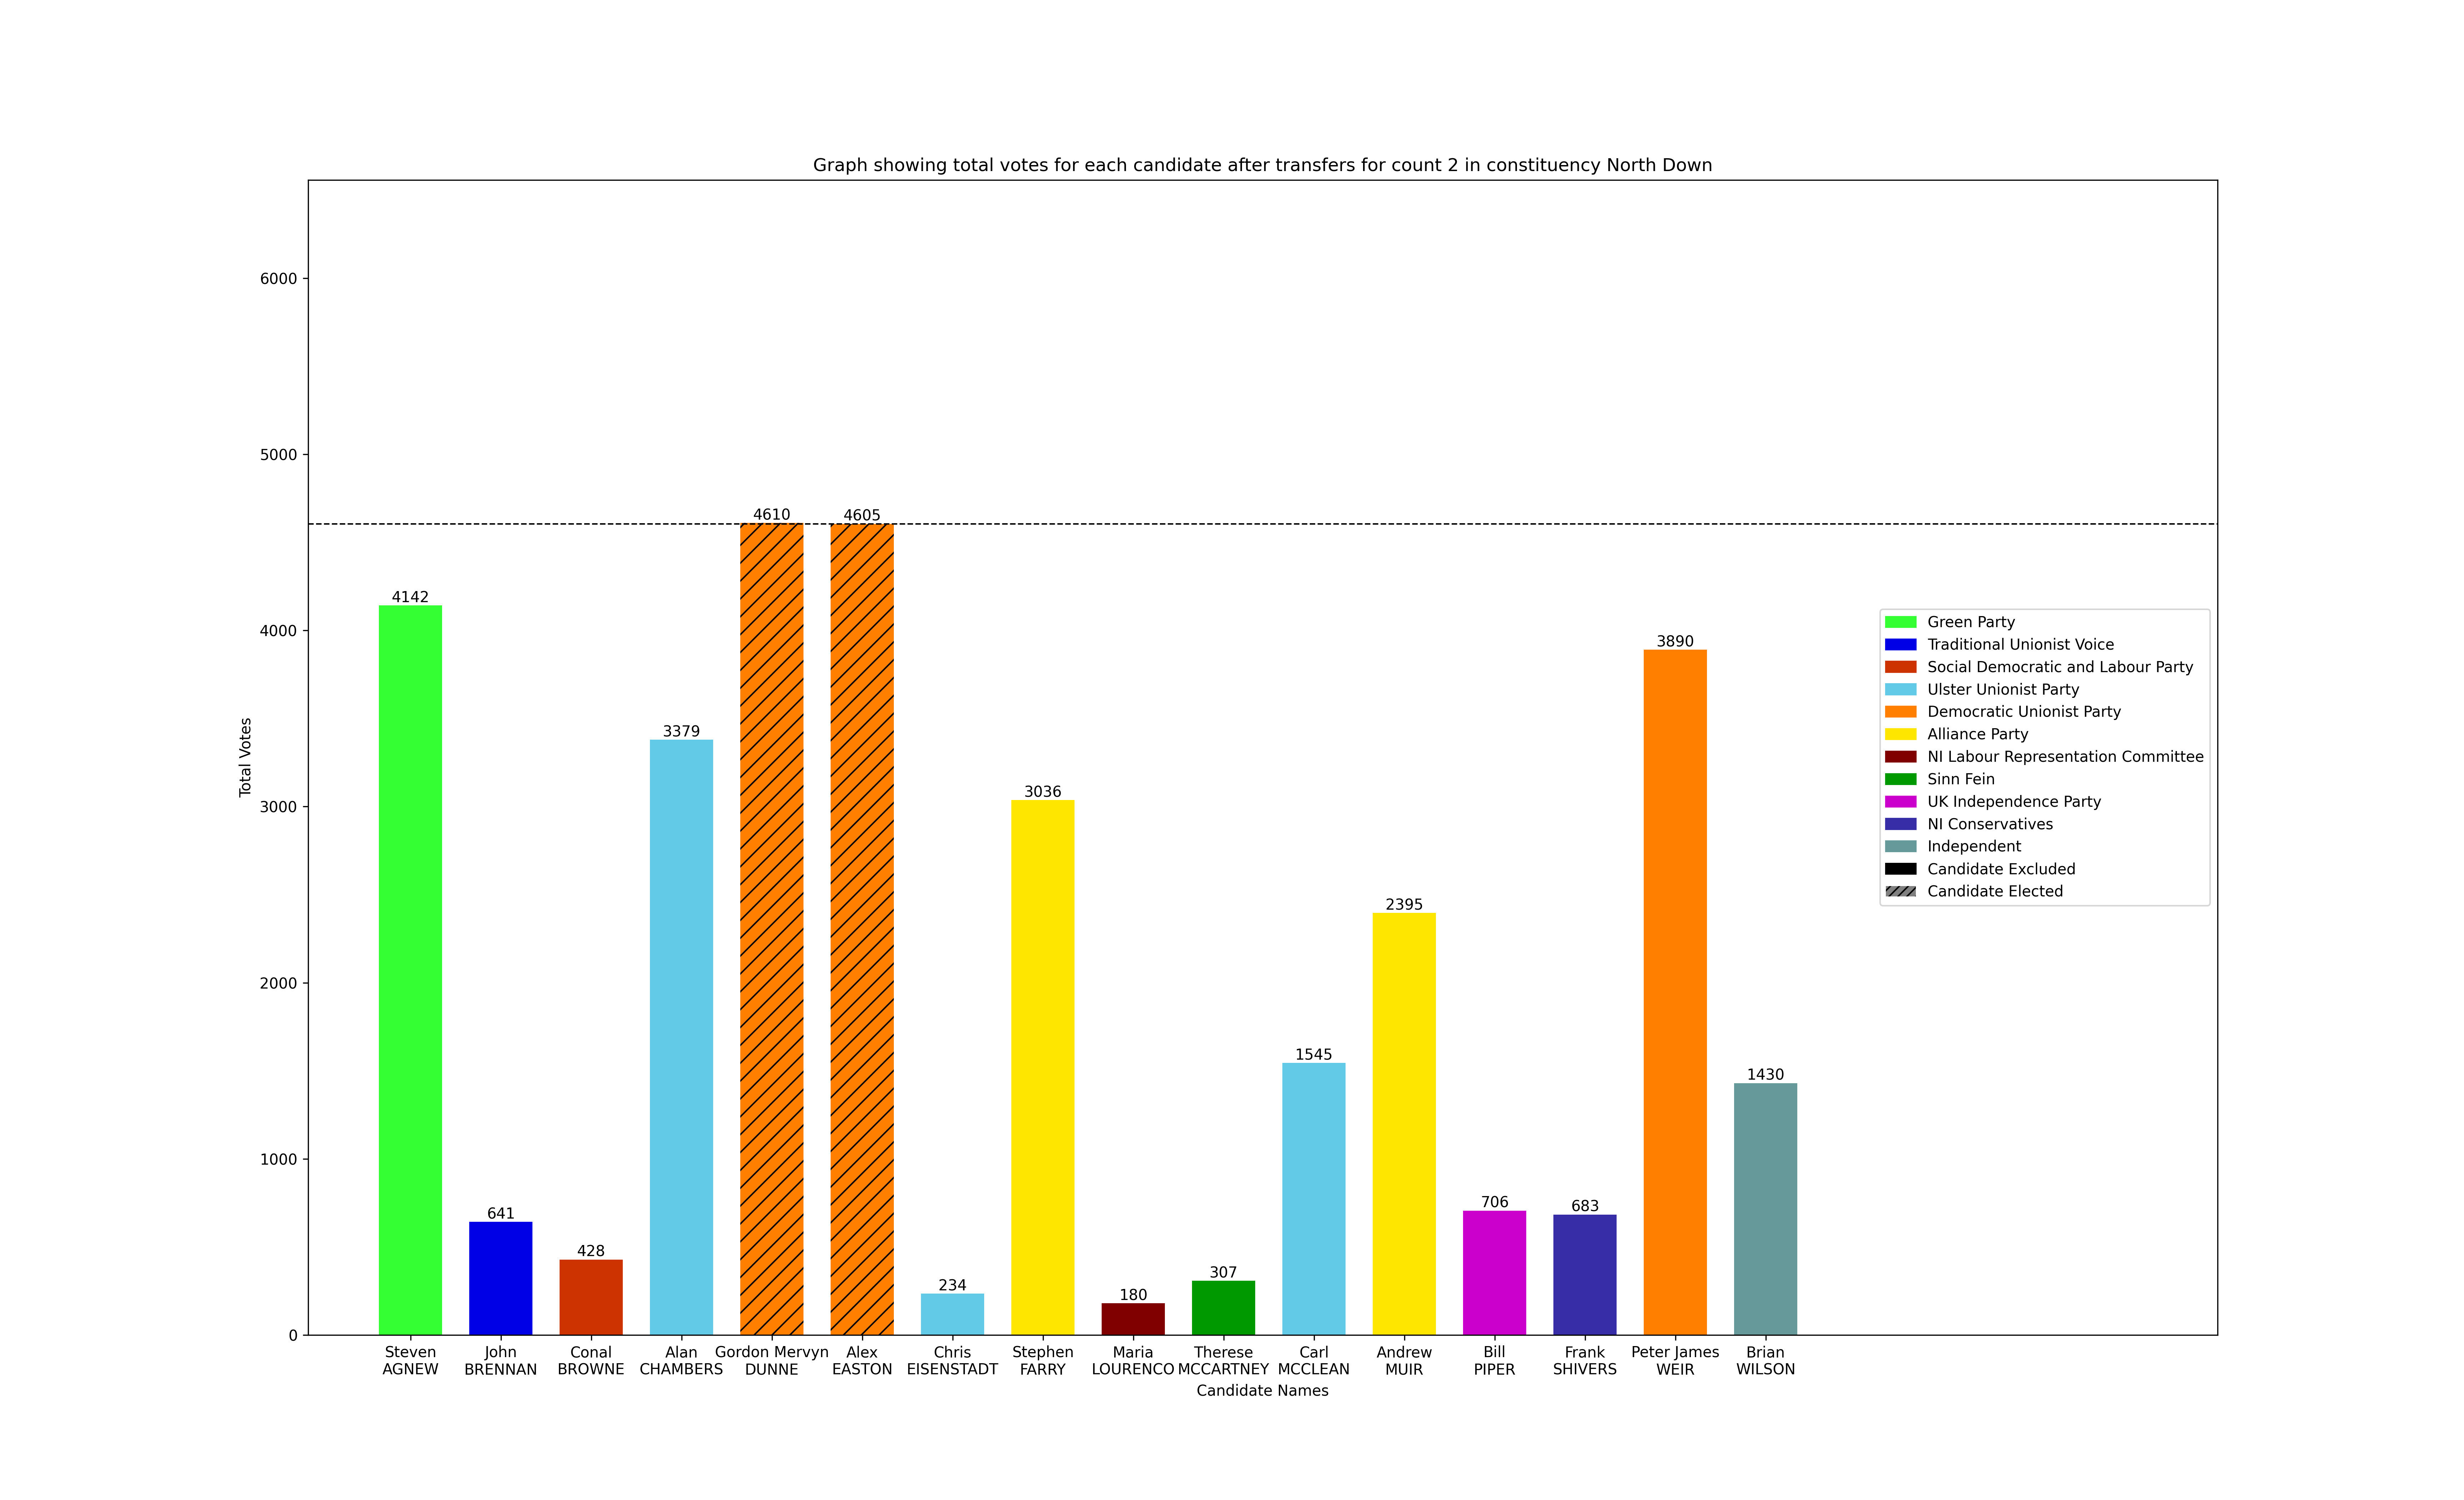 Graph showing total votes for each candidate after transfers for count 2 in constituency North Down
Total Votes
6000
5000
4000
3000
2000
1000
0
4142
641
428
3379
4610
4605
234
3036
180
307
1545
2395
706
683
3890
1430
Green Party
Traditional Unionist Voice
Social Democratic and Labour Party
Ulster Unionist Party
Democratic Unionist Party
Alliance Party
NI Labour Representation Committee
Sinn Fein
UK Independence Party
NI Conservatives
Independent
Candidate Excluded
Candidate Elected
Steven
AGNEW
John
BRENNAN
Conal
BROWNE
Alan
CHAMBERS
Gordon Mervyn
DUNNE
Alex
EASTON
Chris
EISENSTADT
Stephen
FARRY
Maria
LOURENCO
Therese
MCCARTNEY
Carl
MCCLEAN
Andrew
MUIR
Bill
PIPER
Frank
SHIVERS
Peter James
WEIR
Brian
WILSON
Candidate Names